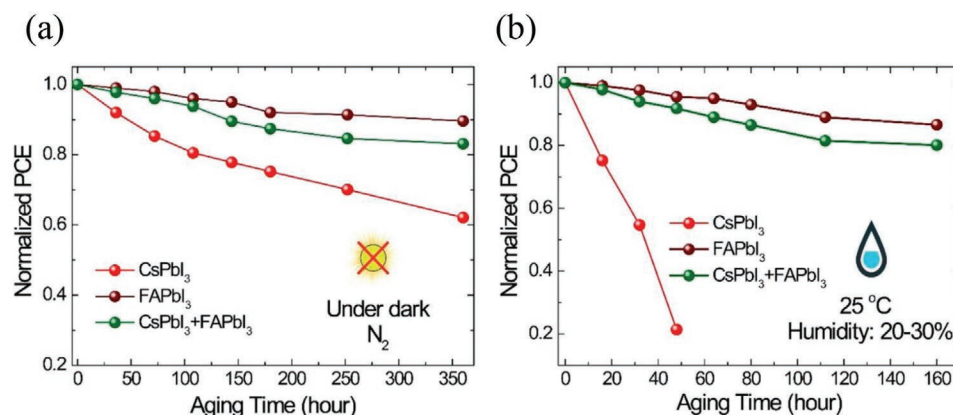 (a)
(b)
Normalized PCE
1.0
0.8
0.6
0.4
0.2
CsPbI₃
FAPbI₃
CsPbI₃+FAPbI₃
Under dark
N₂
0 50 100 150 200 250 300 350
Aging Time (hour)
Normalized PCE
1.0
0.8
0.6
0.4
0.2
CsPbI₃
FAPbI₃
CsPbI₃+FAPbI₃
25 °C
Humidity: 20-30%
0 20 40 60 80 100 120 140 160
Aging Time (hour)